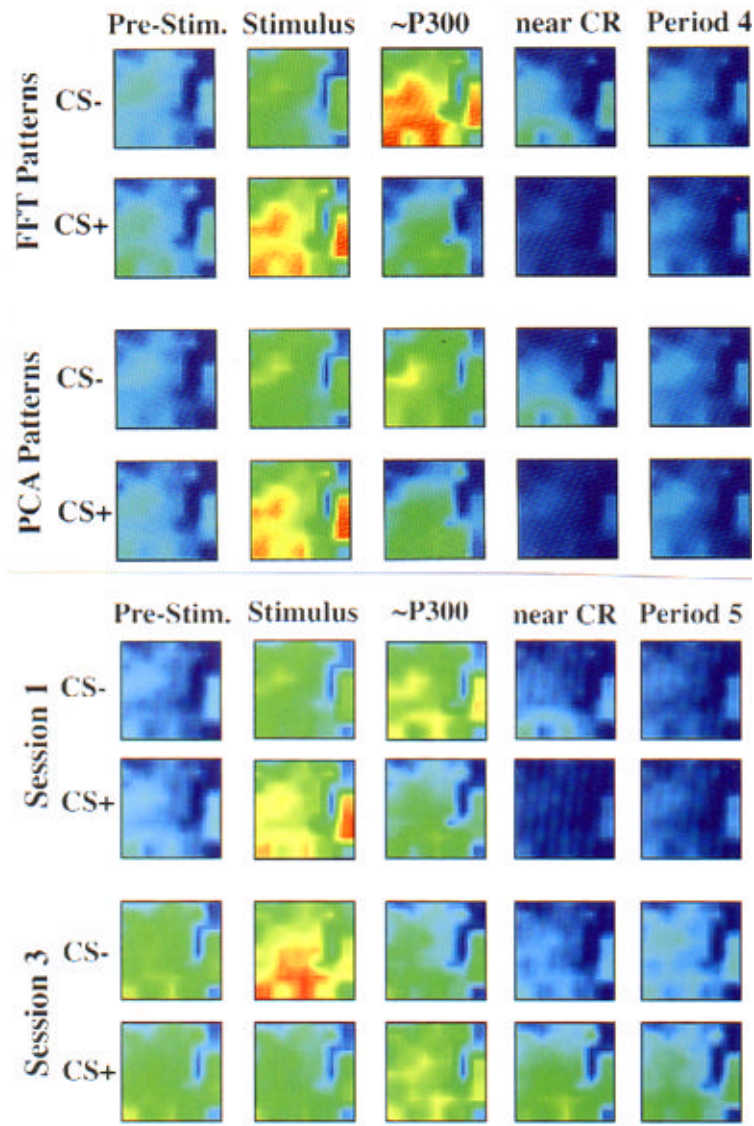 Pre-Stim. Stimulus ~P300 near CR Period 4
FFT Patterns
CS-
CS+
PCA Patterns
CS-
CS+
Pre-Stim. Stimulus ~P300 near CR Period 5
Session 1
CS-
CS+
Session 3
CS-
CS+